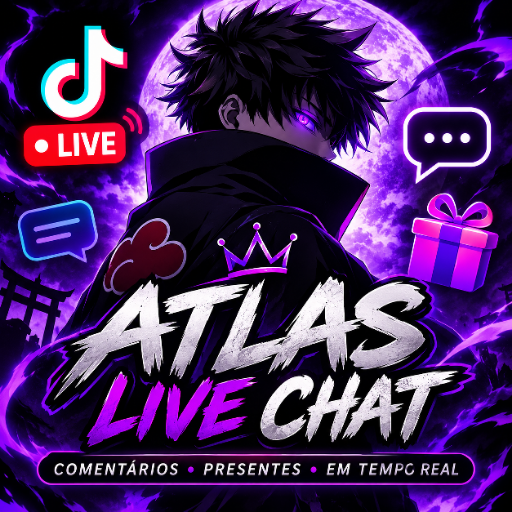 LIVE
ATLAS
LIVE CHAT
COMENTÁRIOS • PRESENTES • EM TEMPO REAL